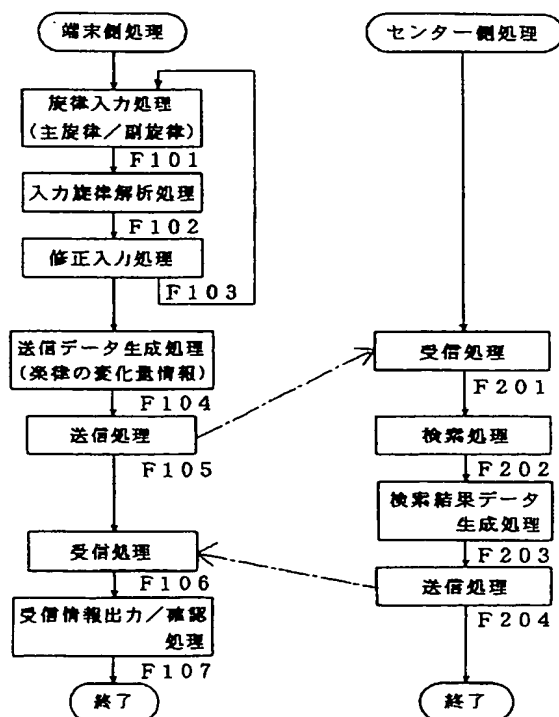 端末側処理
旋律入力処理
(主旋律/副旋律)
F101
入力旋律解析処理
F102
修正入力処理
F103
送信データ生成処理
(楽律の変化量情報)
F104
送信処理
F105
受信処理
F106
受信情報出力/確認
処理
F107
終了
センター側処理
受信処理
F201
検索処理
F202
検索結果データ
生成処理
F203
送信処理
F204
終了